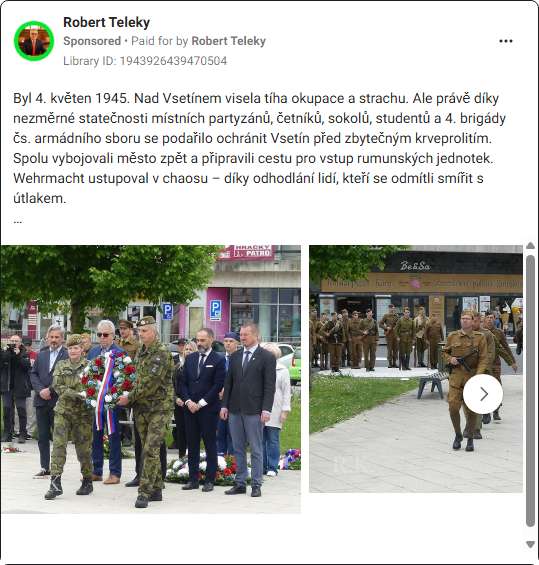 Robert Teleky
Sponsored • Paid for by Robert Teleky
Library ID: 1943926439470504
Byl 4. květen 1945. Nad Vsetínem visela tíha okupace a strachu. Ale právě díky
nezměrné statečnosti místních partyzánů, četníků, sokolů, studentů a 4. brigády
čs. armádního sboru se podařilo ochránit Vsetín před zbytečným krveprolitím.
Spolu vybojovali město zpět a připravili cestu pro vstup rumunských jednotek.
Wehrmacht ustupoval v chaosu – díky odhodlání lidí, kteří se odmítli smířit s
útlakem.
...
HRAČKY
1. PATRO
P
P
Be&Sa